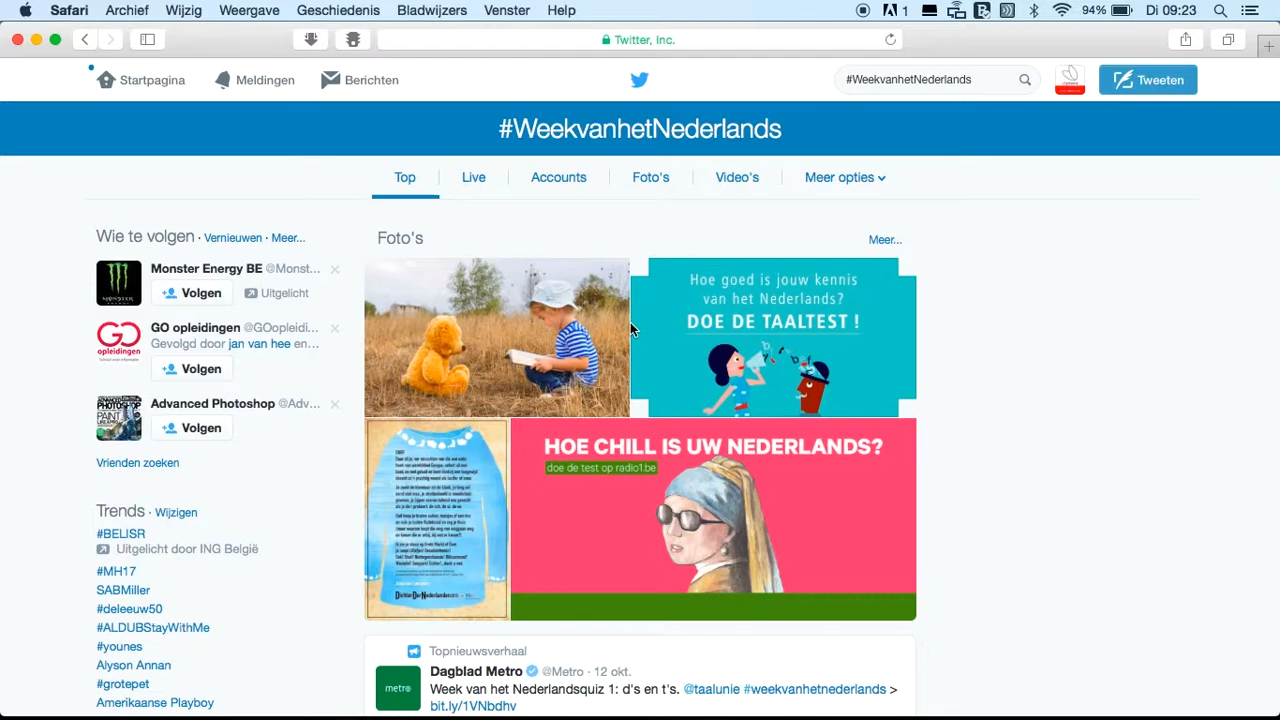 Safari Archief Wijzig Weergave Geschiedenis Bladwijzers Venster Help 1 94% Di 09:23
Twitter, Inc.
Startpagina Meldingen Berichten #WeekvanhetNederlands Tweeten
#WeekvanhetNederlands
Top Live Accounts Foto's Video's Meer opties
Wie te volgen · Vernieuwen · Meer...
Monster Energy BE @Monst...
Volgen Uitgelicht
GO opleidingen @GOopleidi...
Gevolgd door jan van hee en...
Volgen
Advanced Photoshop @Adv...
Volgen
Vrienden zoeken
Trends · Wijzigen
#BELISR
Uitgelicht door ING België
#MH17
SABMiller
#deleeuw50
#ALDUBStayWithMe
#younes
Alyson Annan
#grotepet
Amerikaanse Playboy
Foto's Meer...
Hoe goed is jouw kennis
van het Nederlands?
DOE DE TAALTEST !
HOE CHILL IS UW NEDERLANDS?
doe de test op radio1.be
Topnieuwsverhaal
Dagblad Metro @Metro · 12 okt.
metro
Week van het Nederlandsquiz 1: d's en t's. @taalunie #weekvanhetnederlands >
bit.ly/1VNbdhv
MONSTER
GO
opleidingen